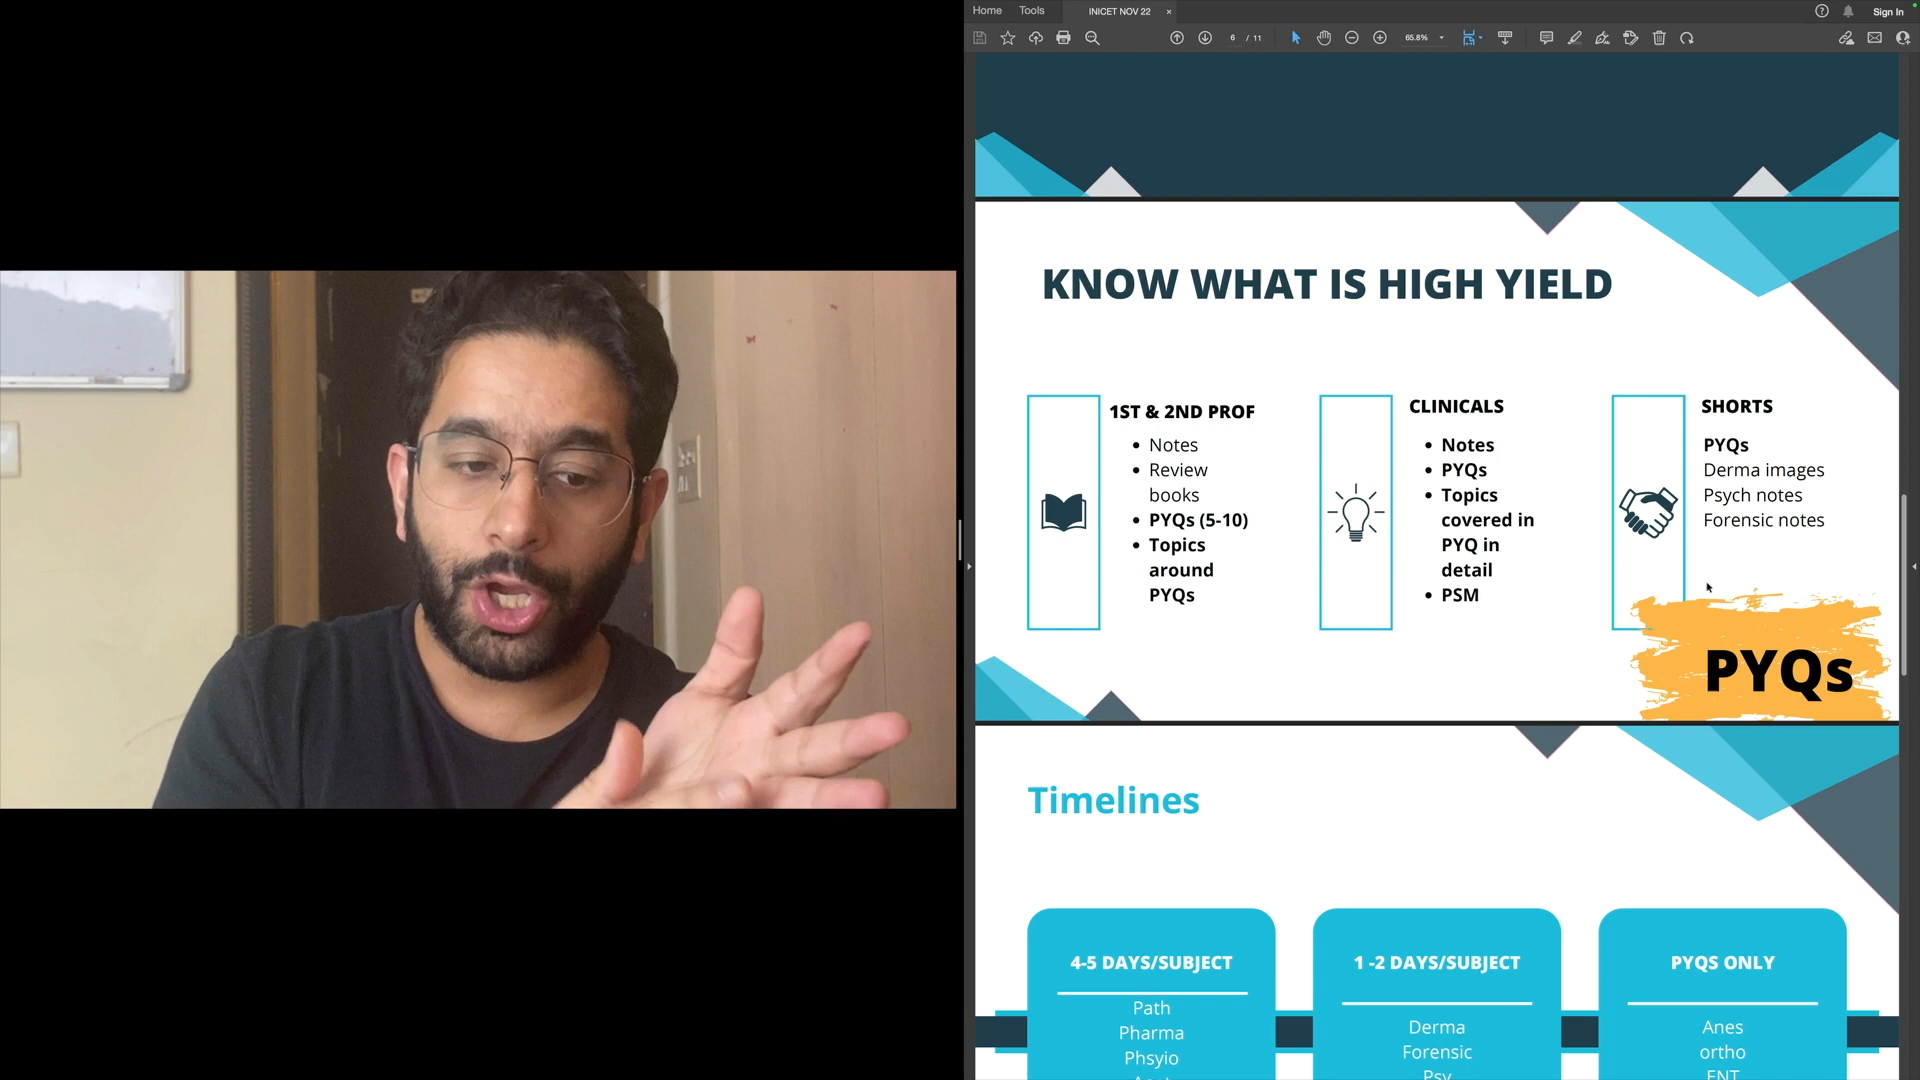 Home Tools INICET NOV 22 × Sign In
6 / 11 65.8%
KNOW WHAT IS HIGH YIELD
1ST & 2ND PROF
• Notes
• Review
books
• PYQs (5-10)
• Topics
around
PYQs
CLINICALS
• Notes
• PYQs
• Topics
covered in
PYQ in
detail
• PSM
SHORTS
PYQs
Derma images
Psych notes
Forensic notes
PYQs
Timelines
4-5 DAYS/SUBJECT
Path
Pharma
Phsyio
1 -2 DAYS/SUBJECT
Derma
Forensic
Psy
PYQS ONLY
Anes
ortho
ENT